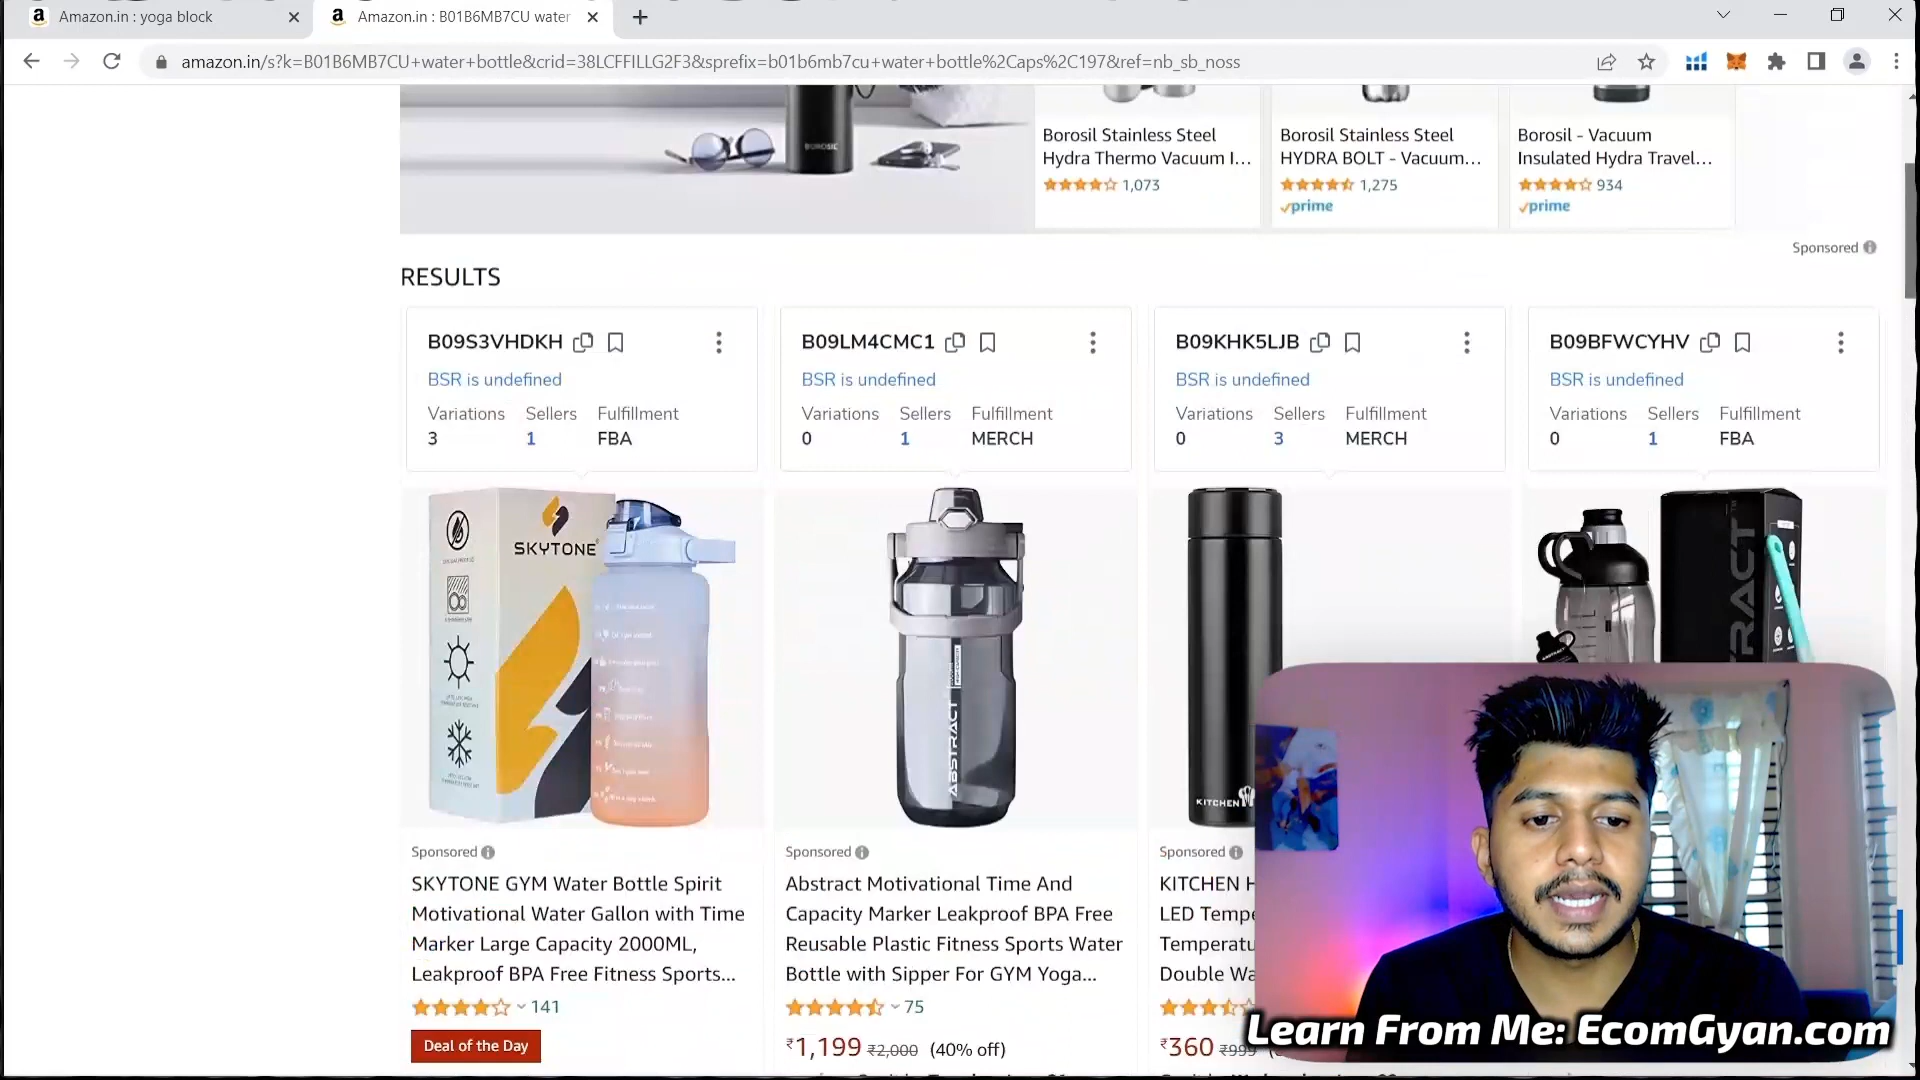 Amazon.in : yoga block
Amazon.in : B01B6MB7CU water
amazon.in/s?k=B01B6MB7CU+water+bottle&crid=38LCFFILLG2F3&sprefix=b01b6mb7cu+water+bottle%2Caps%2C197&ref=nb_sb_noss
BOROSIL
Borosil Stainless Steel
Hydra Thermo Vacuum I...
1,073
Borosil Stainless Steel
HYDRA BOLT - Vacuum...
1,275
prime
Borosil - Vacuum
Insulated Hydra Travel...
934
prime
Sponsored
RESULTS
B09S3VHDKH
BSR is undefined
Variations Sellers Fulfillment
3 1 FBA
B09LM4CMC1
BSR is undefined
Variations Sellers Fulfillment
0 1 MERCH
B09KHK5LJB
BSR is undefined
Variations Sellers Fulfillment
0 3 MERCH
B09BFWCYHV
BSR is undefined
Variations Sellers Fulfillment
0 1 FBA
SKYTONE
ABSTRACT
KITCHEN
TRACT
Sponsored
SKYTONE GYM Water Bottle Spirit
Motivational Water Gallon with Time
Marker Large Capacity 2000ML,
Leakproof BPA Free Fitness Sports...
141
Deal of the Day
Sponsored
Abstract Motivational Time And
Capacity Marker Leakproof BPA Free
Reusable Plastic Fitness Sports Water
Bottle with Sipper For GYM Yoga...
75
₹1,199 ₹2,000 (40% off)
Sponsored
KITCHEN H
LED Tempe
Temperatu
Double Wa
₹360 ₹999
Learn From Me: EcomGyan.com